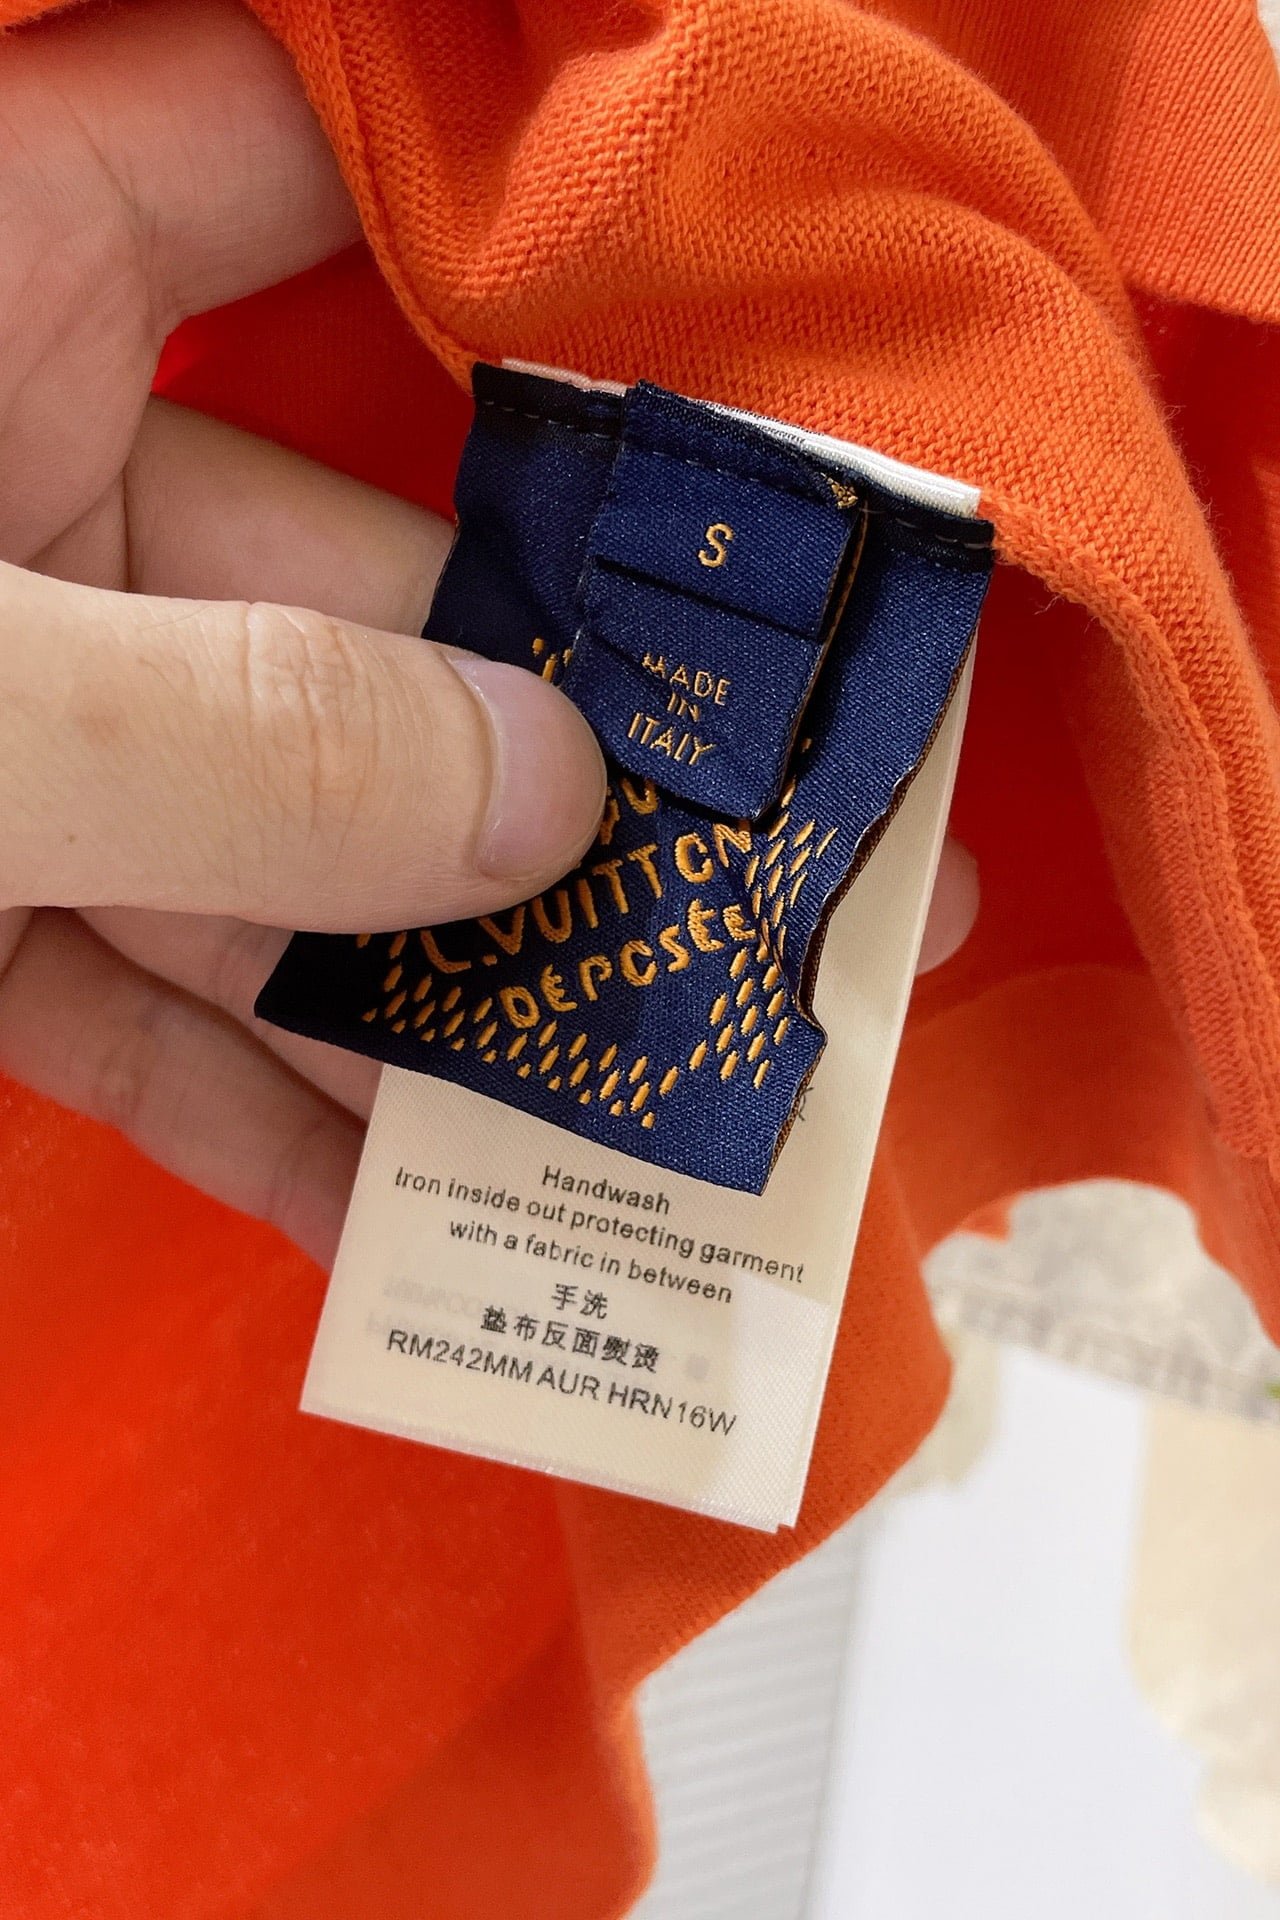 S
MADE
IN
ITALY
L.VUITTON
DEPOSTE
Handwash
Iron inside out protecting garment
with a fabric in between
手洗
垫布反面熨烫
RM242MM AUR HRN16W